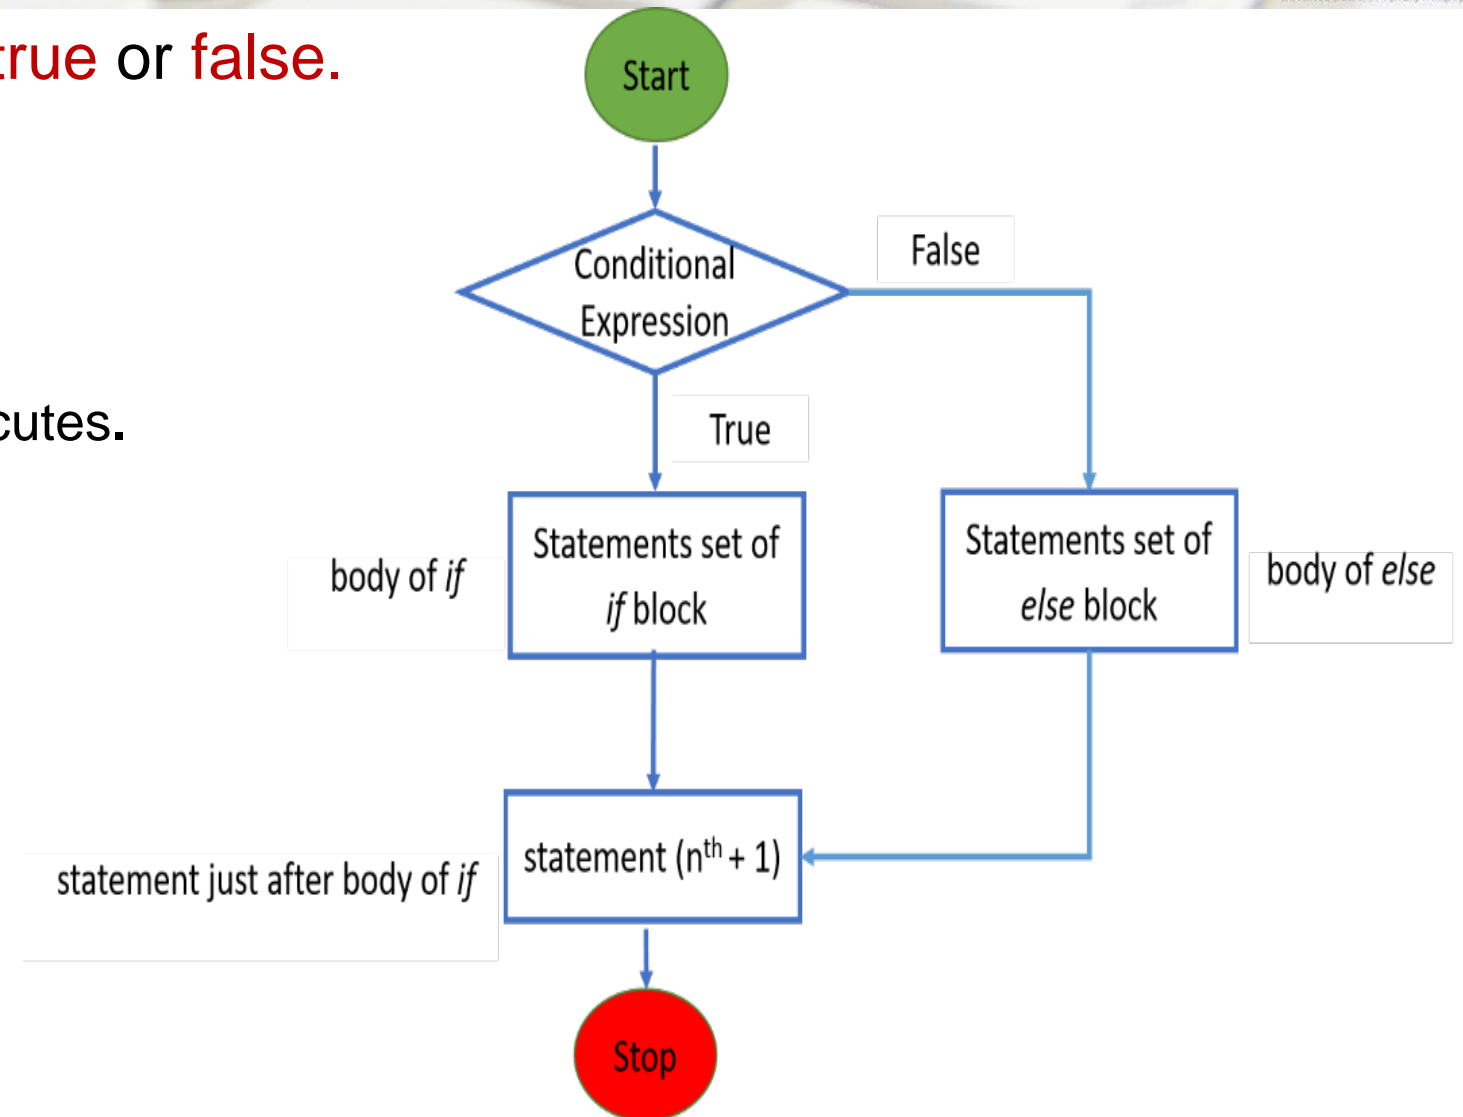 true or false.
Start
Conditional
Expression
False
True
cutes.
body of if
Statements set of
if block
Statements set of
else block
body of else
statement (nth + 1)
statement just after body of if
Stop